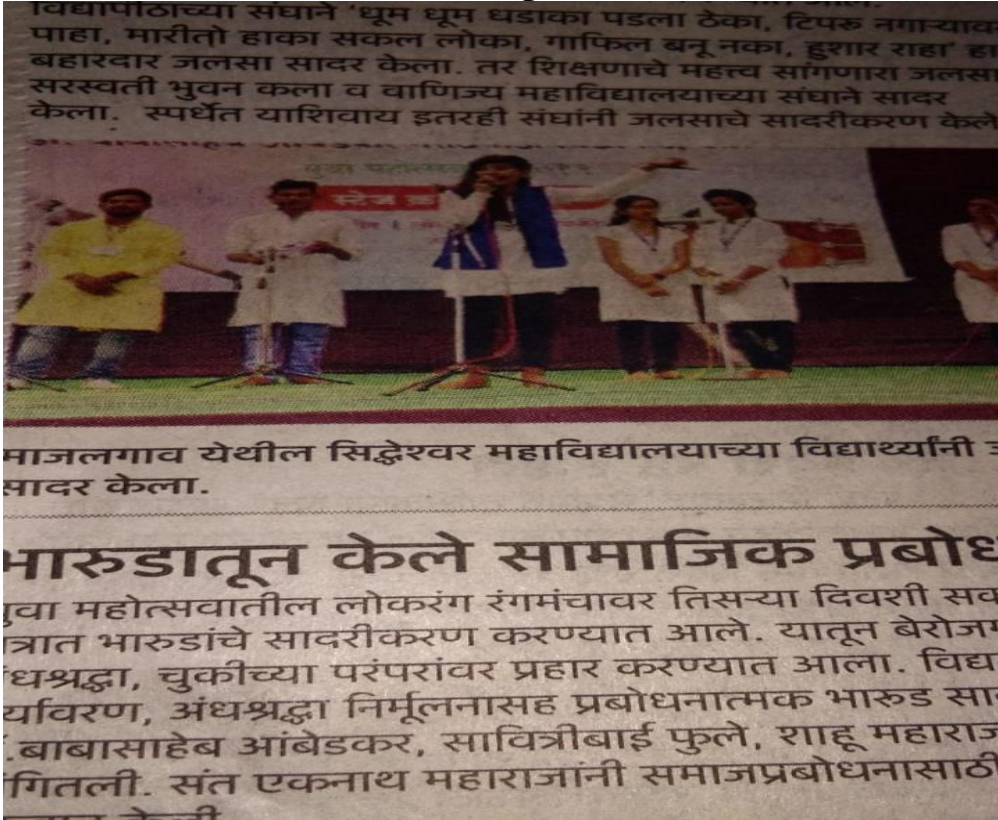 विद्यापीठाच्या संघाने 'धूम धूम धडाका पडला ठेका, टिपरू नगाऱ्याव
पाहा, मारीतो हाका सकल लोका, गाफिल बनू नका, हुशार राहा' हा
बहारदार जलसा सादर केला. तर शिक्षणाचे महत्त्व सांगणारा जलसा
सरस्वती भुवन कला व वाणिज्य महाविद्यालयाच्या संघाने सादर
केला. स्पर्धेत याशिवाय इतरही संघांनी जलसाचे सादरीकरण केले
स्टेज क्र
माजलगाव येथील सिद्धेश्वर महाविद्यालयाच्या विद्यार्थ्यांनी
सादर केला.
भारुडातून केले सामाजिक प्रबोध
युवा महोत्सवातील लोकरंग रंगमंचावर तिसऱ्या दिवशी सव
त्रात भारुडांचे सादरीकरण करण्यात आले. यातून बेरोजग
धश्रद्धा, चुकीच्या परंपरांवर प्रहार करण्यात आला. विद्य
र्यावरण, अंधश्रद्धा निर्मूलनासह प्रबोधनात्मक भारुड सा
.बाबासाहेब आंबेडकर, सावित्रीबाई फुले, शाहू महाराज
गितली. संत एकनाथ महाराजांनी समाजप्रबोधनासाठी